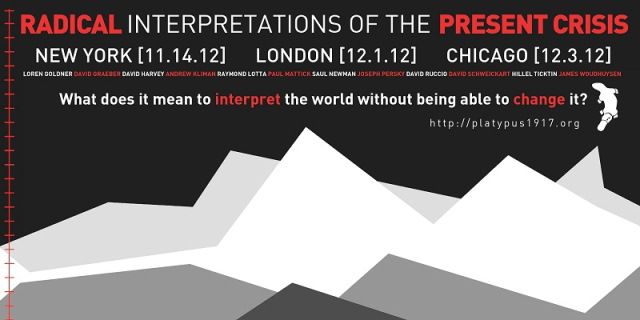 RADICAL INTERPRETATIONS OF THE PRESENT CRISIS
NEW YORK [11.14.12] LONDON [12.1.12] CHICAGO [12.3.12]
LOREN GOLDNER DAVID GRAEBER DAVID HARVEY ANDREW KLIMAN RAYMOND LOTTA PAUL MATTICK SAUL NEWMAN JOSEPH PERSKY DAVID RUCCIO DAVID SCHWEICKART HILLEL TICKTIN JAMES WOUDHUYSEN
What does it mean to interpret the world without being able to change it?
http://platypus1917.org